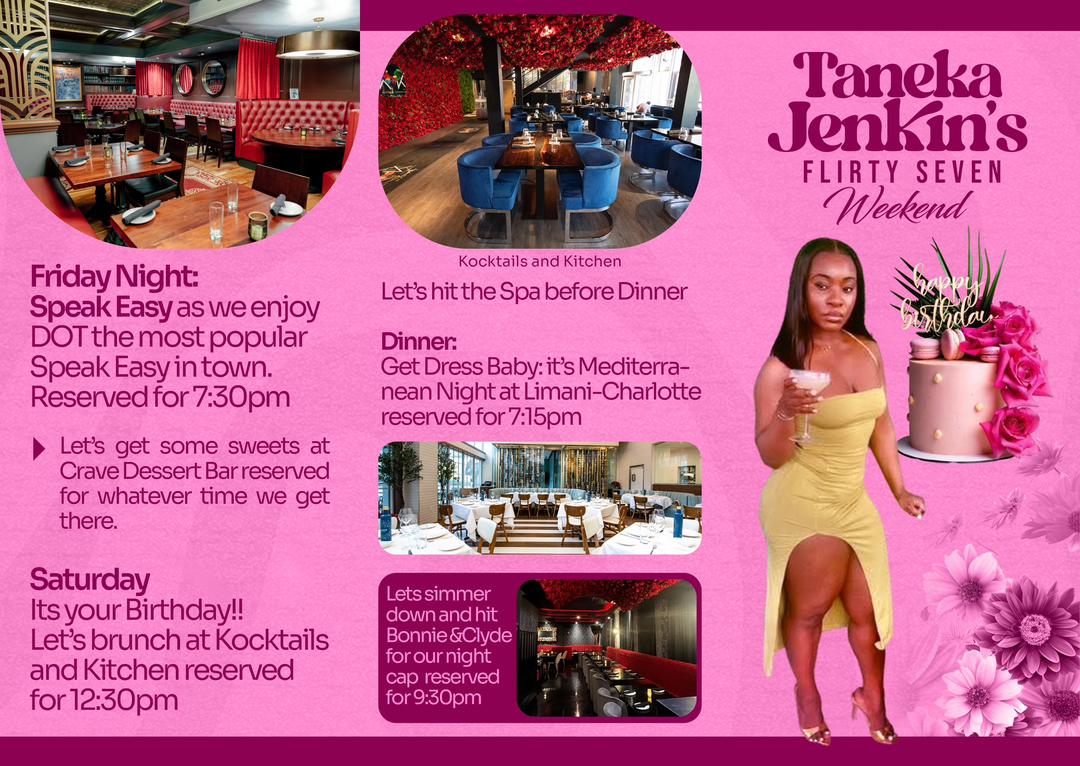 Friday Night:
Speak Easy as we enjoy
DOT the most popular
Speak Easy in town.
Reserved for 7:30pm
Let's get some sweets at
Crave Dessert Bar reserved
for whatever time we get
there.
Saturday
Its your Birthday!!
Let's brunch at Kocktails
and Kitchen reserved
for 12:30pm
Kocktails and Kitchen
Let's hit the Spa before Dinner
Dinner:
Get Dress Baby: it's Mediterra-
nean Night at Limani-Charlotte
reserved for 7:15pm
Lets simmer
down and hit
Bonnie &Clyde
for our night
cap reserved
for 9:30pm
Taneka
Jenkin's
FLIRTY SEVEN
Weekend
happy
birthday